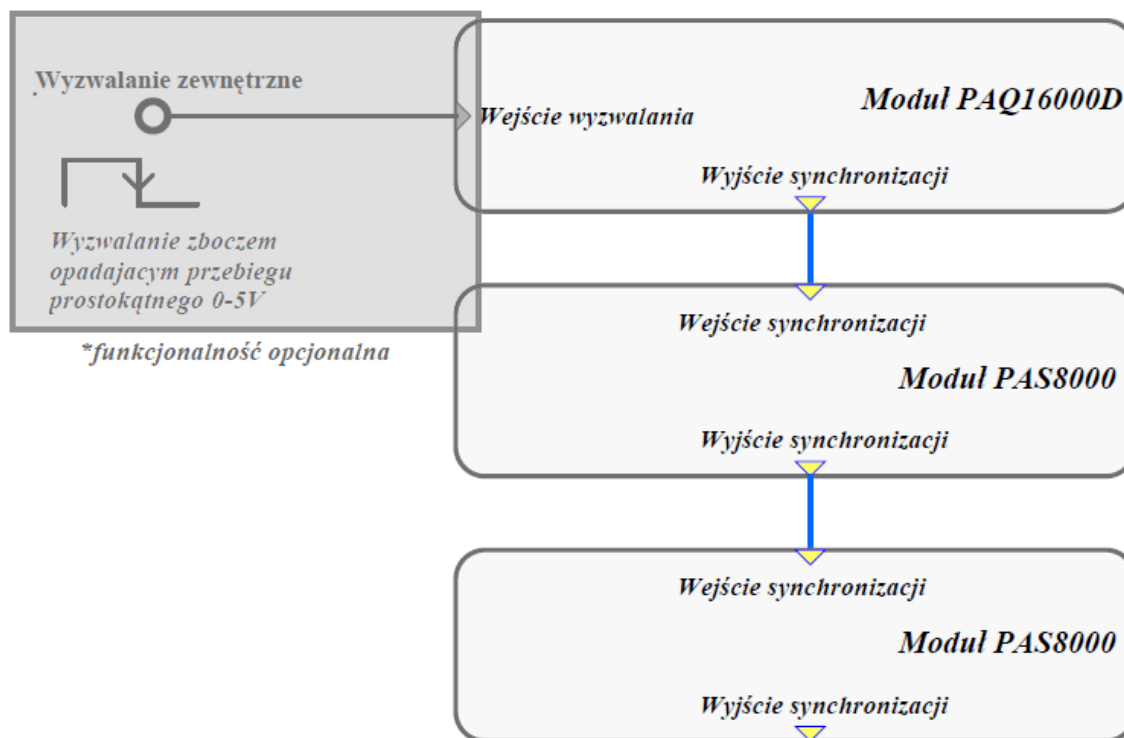 Wyzwalanie zewnętrzne
Moduł PAQ16000D
Wejście wyzwalania
Wyjście synchronizacji
Wyzwalanie zboczem
opadajacym przebiegu
prostokątnego 0-5V
Wejście synchronizacji
*funkcjonalność opcjonalna
Moduł PAS8000
Wyjście synchronizacji
Wejście synchronizacji
Moduł PAS8000
Wyjście synchronizacji